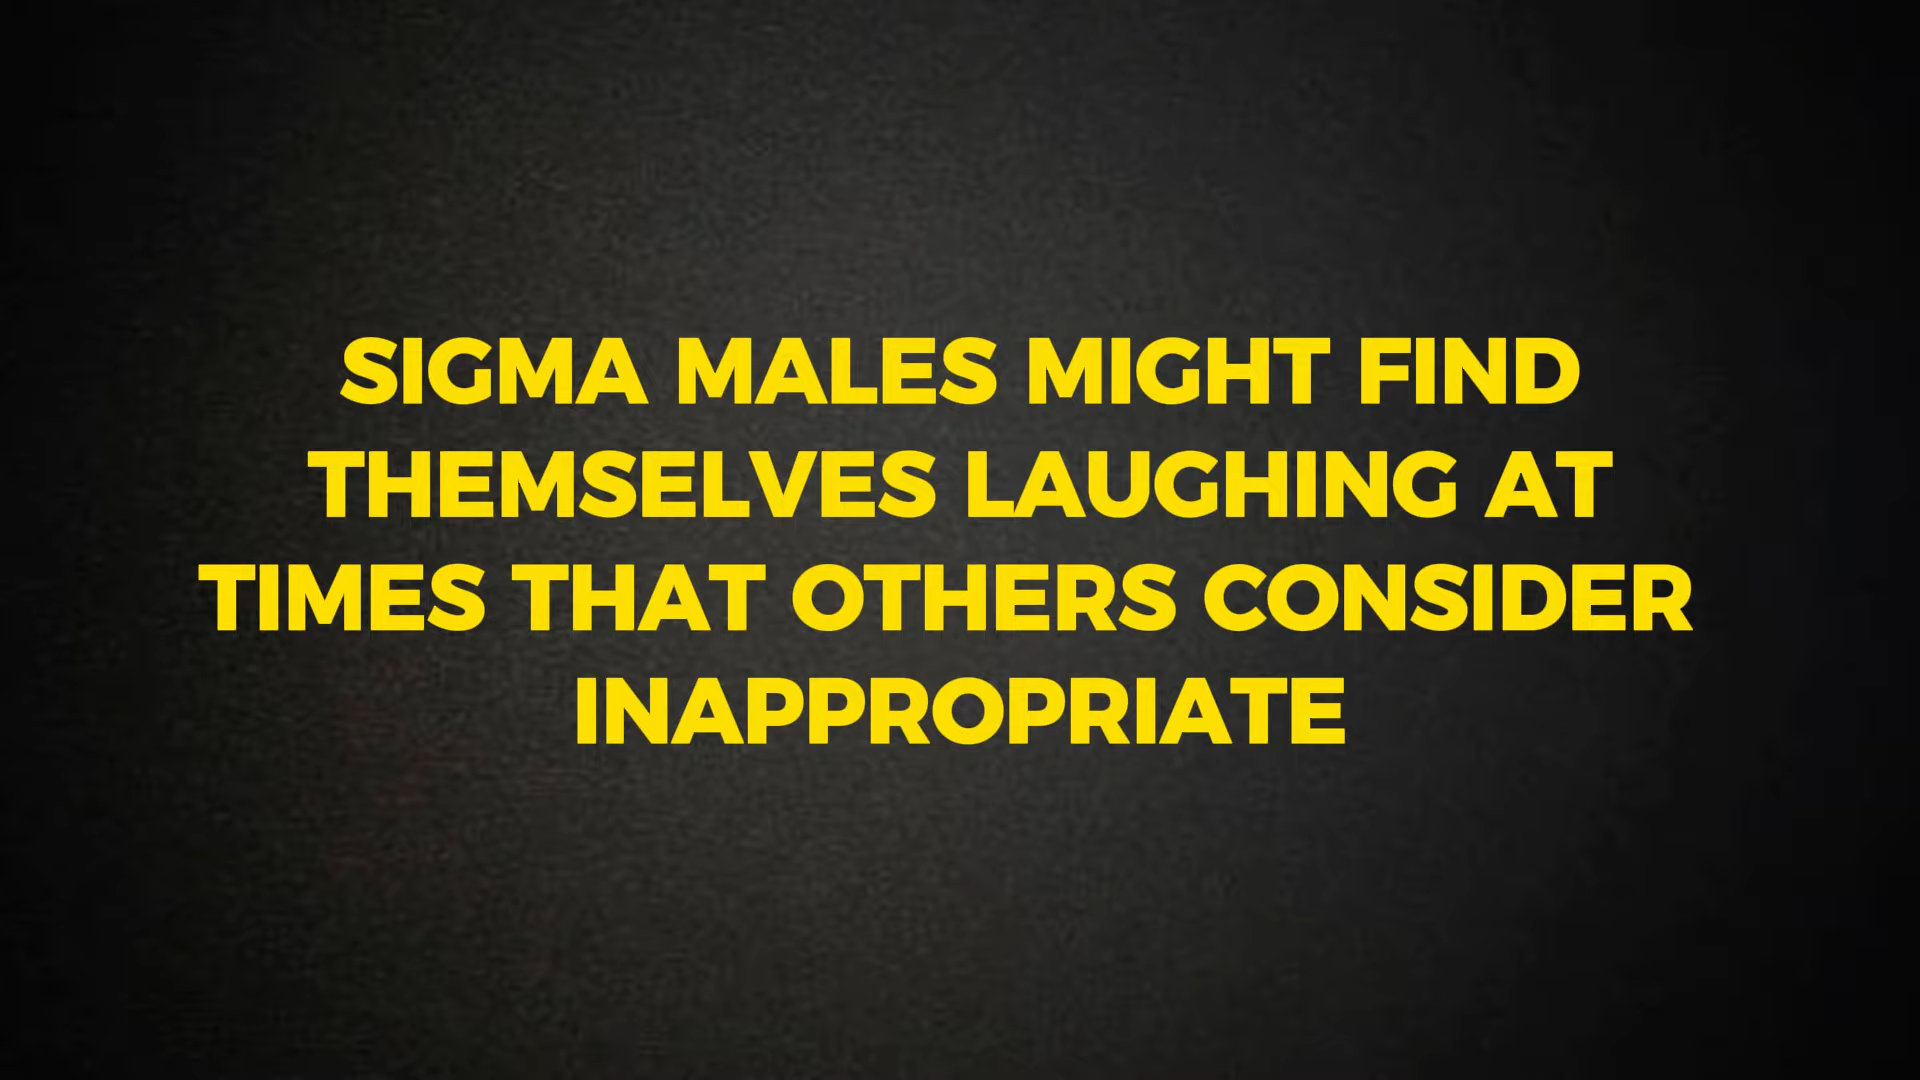 SIGMA MALES MIGHT FIND
THEMSELVES LAUGHING AT
TIMES THAT OTHERS CONSIDER
INAPPROPRIATE